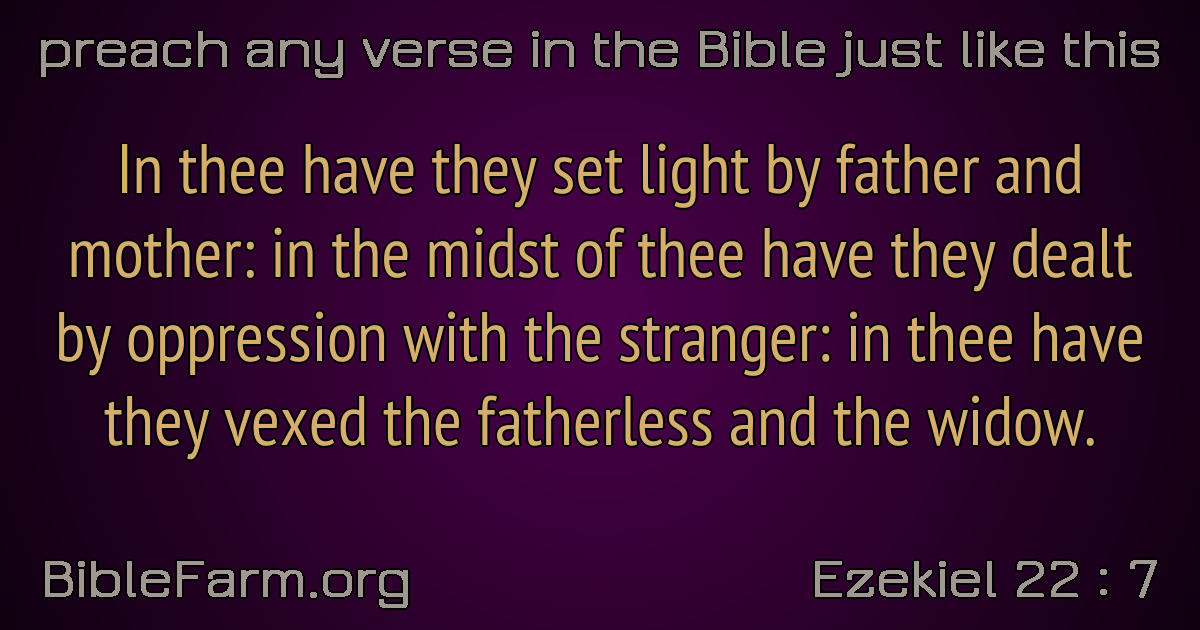 preach any verse in the Bible just like this
In thee have they set light by father and
mother: in the midst of thee have they dealt
by oppression with the stranger: in thee have
they vexed the fatherless and the widow.
BibleFarm.org
Ezekiel 22 : 7